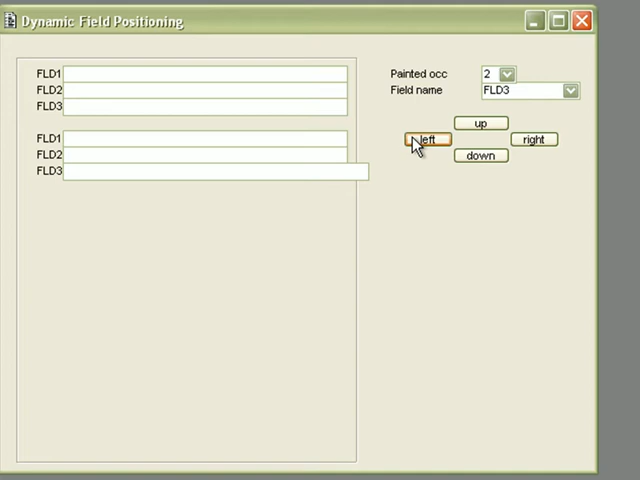 Dynamic Field Positioning
FLD1
FLD2
FLD3
FLD1
FLD2
FLD3
Painted occ 2
Field name FLD3
up
left right
down